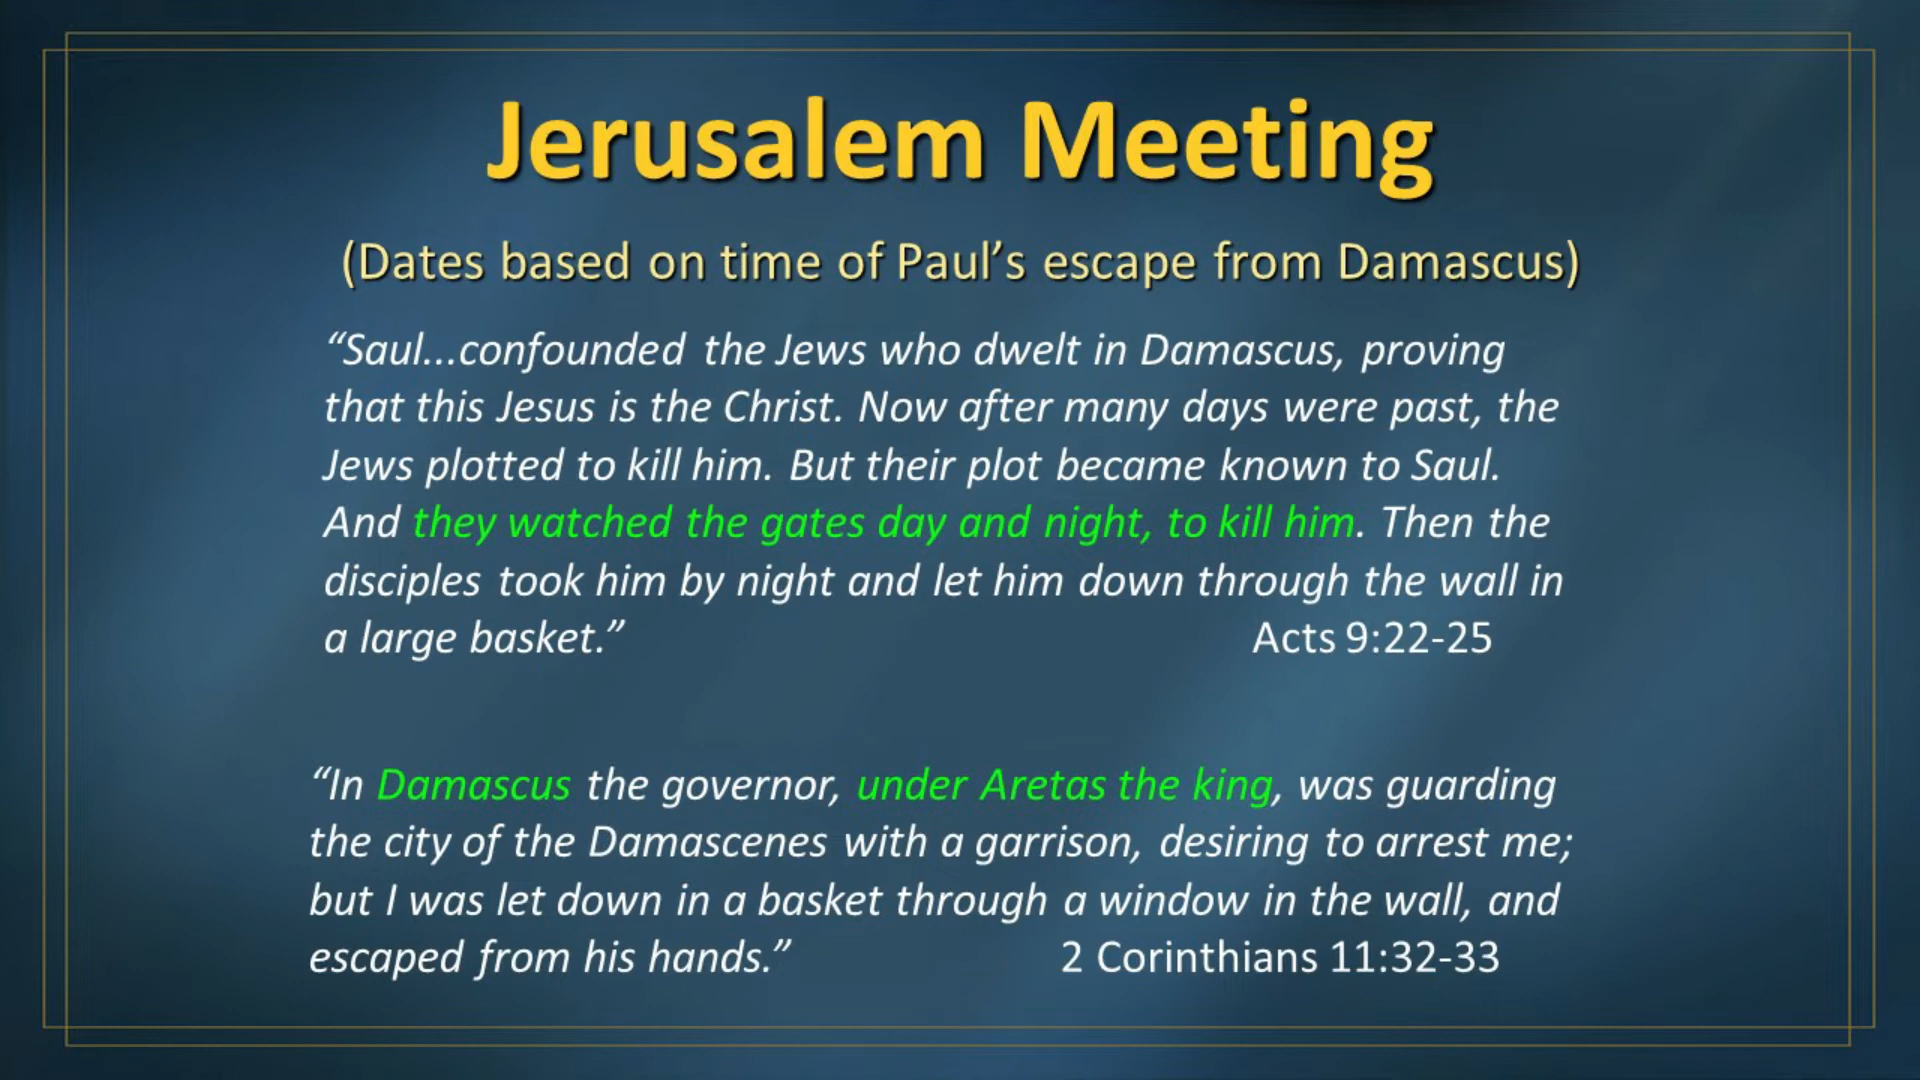 Jerusalem Meeting
(Dates based on time of Paul’s escape from Damascus)
“Saul...confounded the Jews who dwelt in Damascus, proving
that this Jesus is the Christ. Now after many days were past, the
Jews plotted to kill him. But their plot became known to Saul.
And they watched the gates day and night, to kill him. Then the
disciples took him by night and let him down through the wall in
a large basket.” Acts 9:22-25
“In Damascus the governor, under Aretas the king, was guarding
the city of the Damascenes with a garrison, desiring to arrest me;
but I was let down in a basket through a window in the wall, and
escaped from his hands.” 2 Corinthians 11:32-33